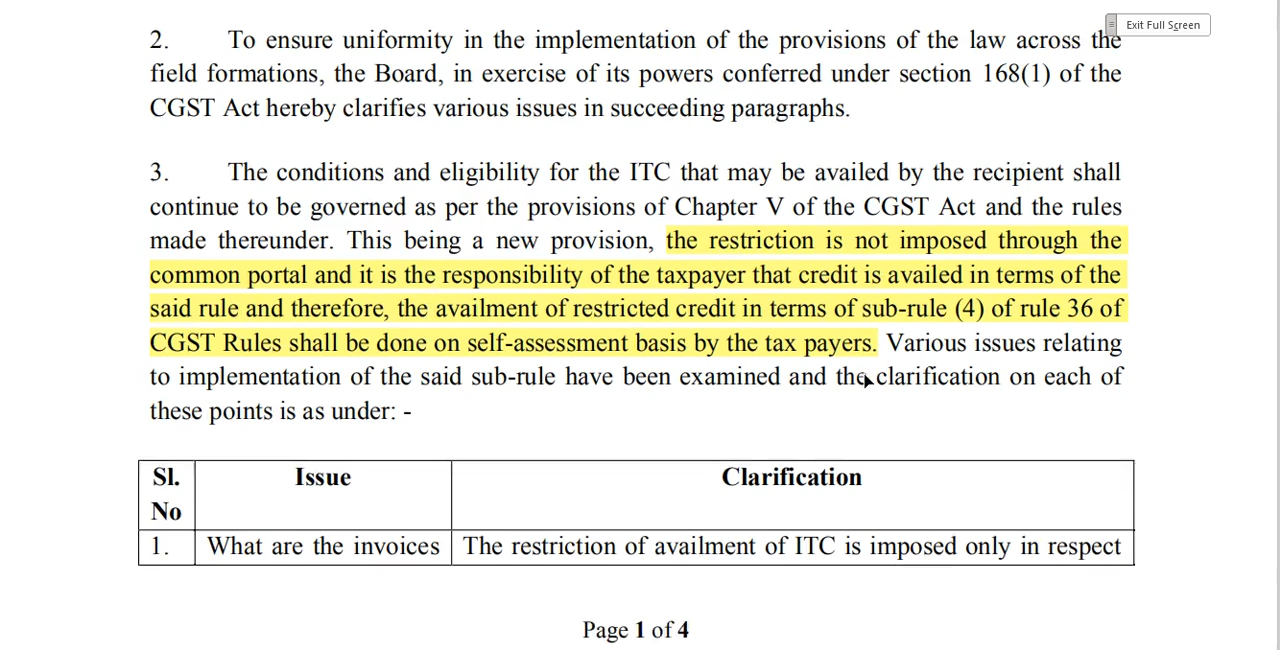 Exit Full Screen
2. To ensure uniformity in the implementation of the provisions of the law across the
field formations, the Board, in exercise of its powers conferred under section 168(1) of the
CGST Act hereby clarifies various issues in succeeding paragraphs.
3. The conditions and eligibility for the ITC that may be availed by the recipient shall
continue to be governed as per the provisions of Chapter V of the CGST Act and the rules
made thereunder. This being a new provision, the restriction is not imposed through the
common portal and it is the responsibility of the taxpayer that credit is availed in terms of the
said rule and therefore, the availment of restricted credit in terms of sub-rule (4) of rule 36 of
CGST Rules shall be done on self-assessment basis by the tax payers. Various issues relating
to implementation of the said sub-rule have been examined and the clarification on each of
these points is as under: -
Sl. No
Issue
Clarification
1.
What are the invoices
The restriction of availment of ITC is imposed only in respect
Page 1 of 4